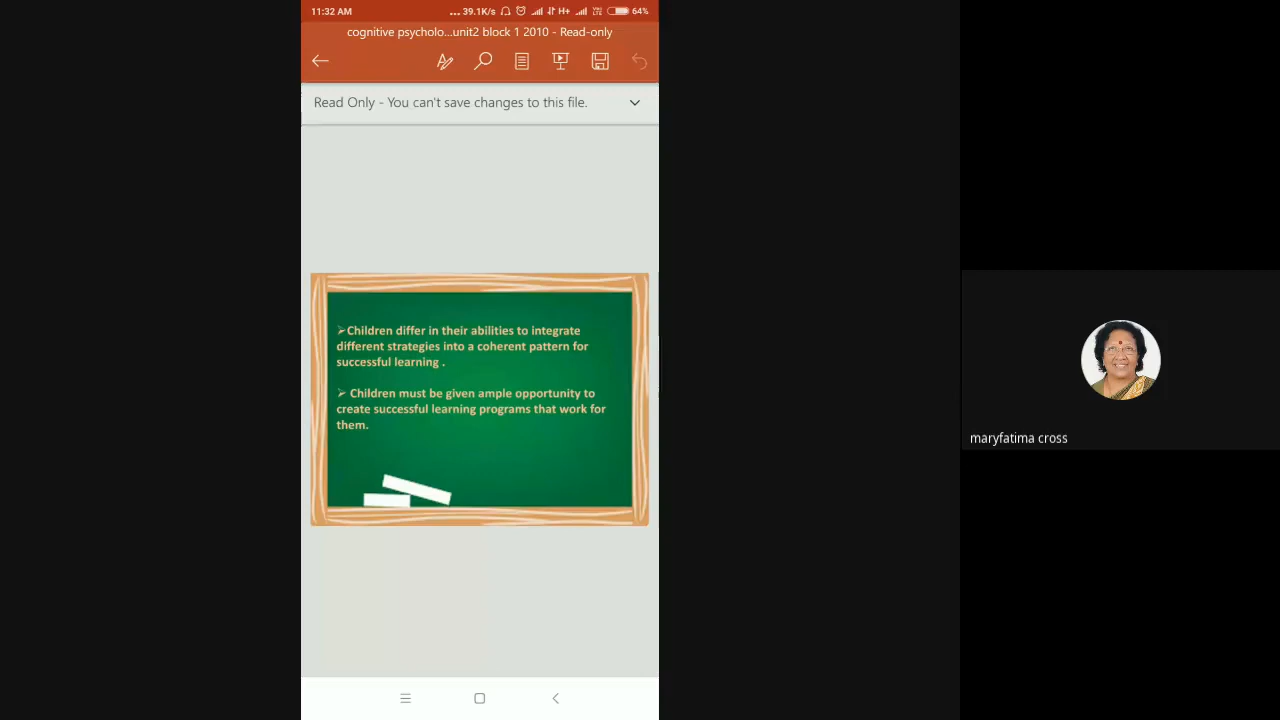 11:32 AM
... 39.1K/s
H+
64%
cognitive psycholo...unit2 block 1 2010 - Read-only
Read Only - You can't save changes to this file.
➢Children differ in their abilities to integrate
different strategies into a coherent pattern for
successful learning .
➢ Children must be given ample opportunity to
create successful learning programs that work for
them.
maryfatima cross